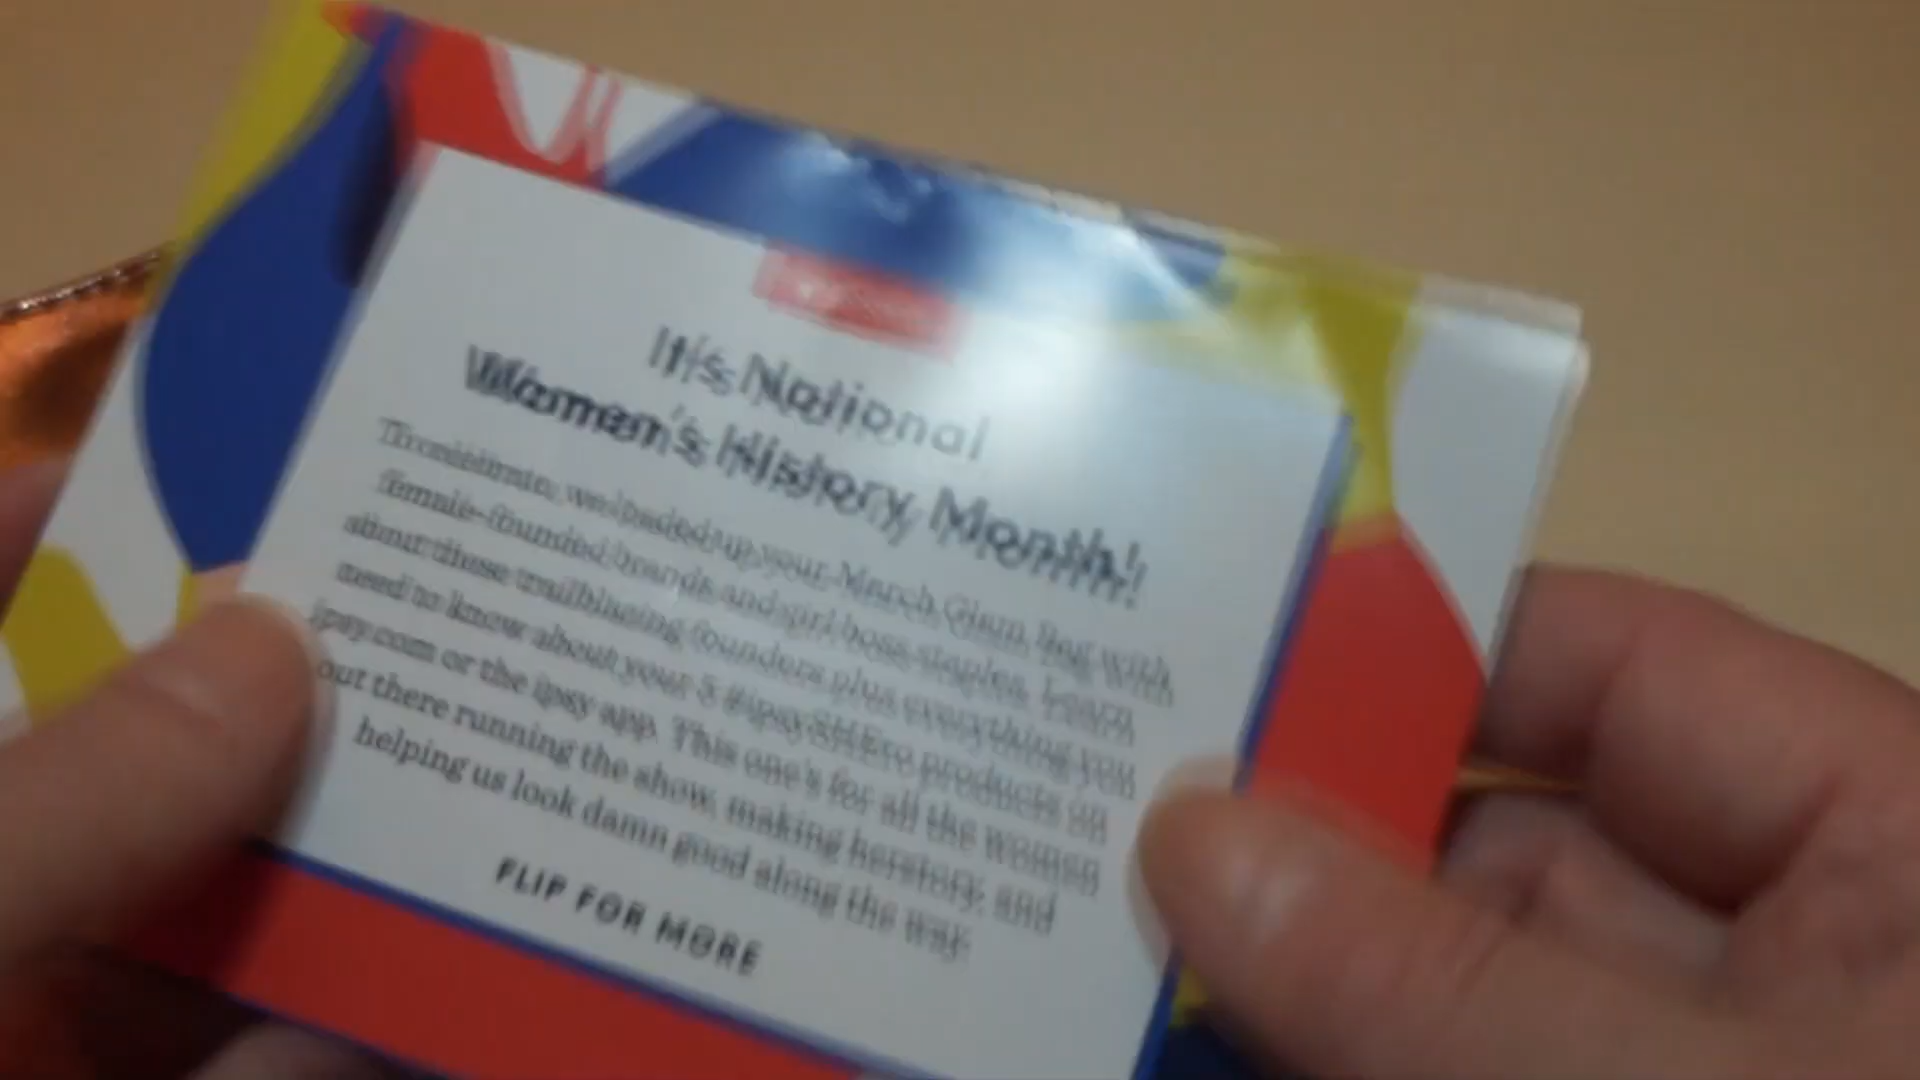 It's National
Women's History Month!
To celebrate, we loaded up your March Glam Bag with
femme-founded brands and girl boss staples. Learn
about these trailblazing founders plus everything you
need to know about your 5 #ipsySHEro products on
ipsy.com or the ipsy app. This one's for all the women
out there running the show, making herstory, and
helping us look damn good along the way.
FLIP FOR MORE